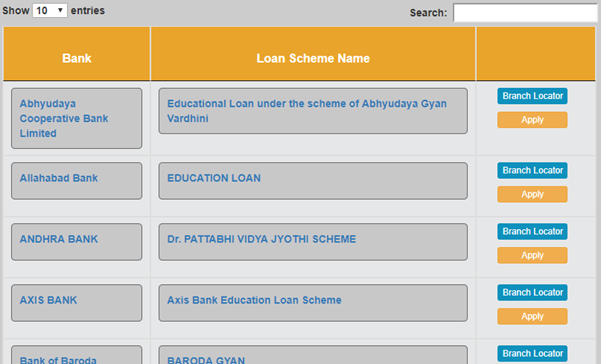 Show 10 entries Search:
Bank Loan Scheme Name
Abhyudaya
Cooperative Bank
Limited
Educational Loan under the scheme of Abhyudaya Gyan
Vardhini
Branch Locator
Apply
Allahabad Bank
EDUCATION LOAN
Branch Locator
Apply
ANDHRA BANK
Dr. PATTABHI VIDYA JYOTHI SCHEME
Branch Locator
Apply
AXIS BANK
Axis Bank Education Loan Scheme
Branch Locator
Apply
Bank of Baroda
BARODA GYAN
Branch Locator